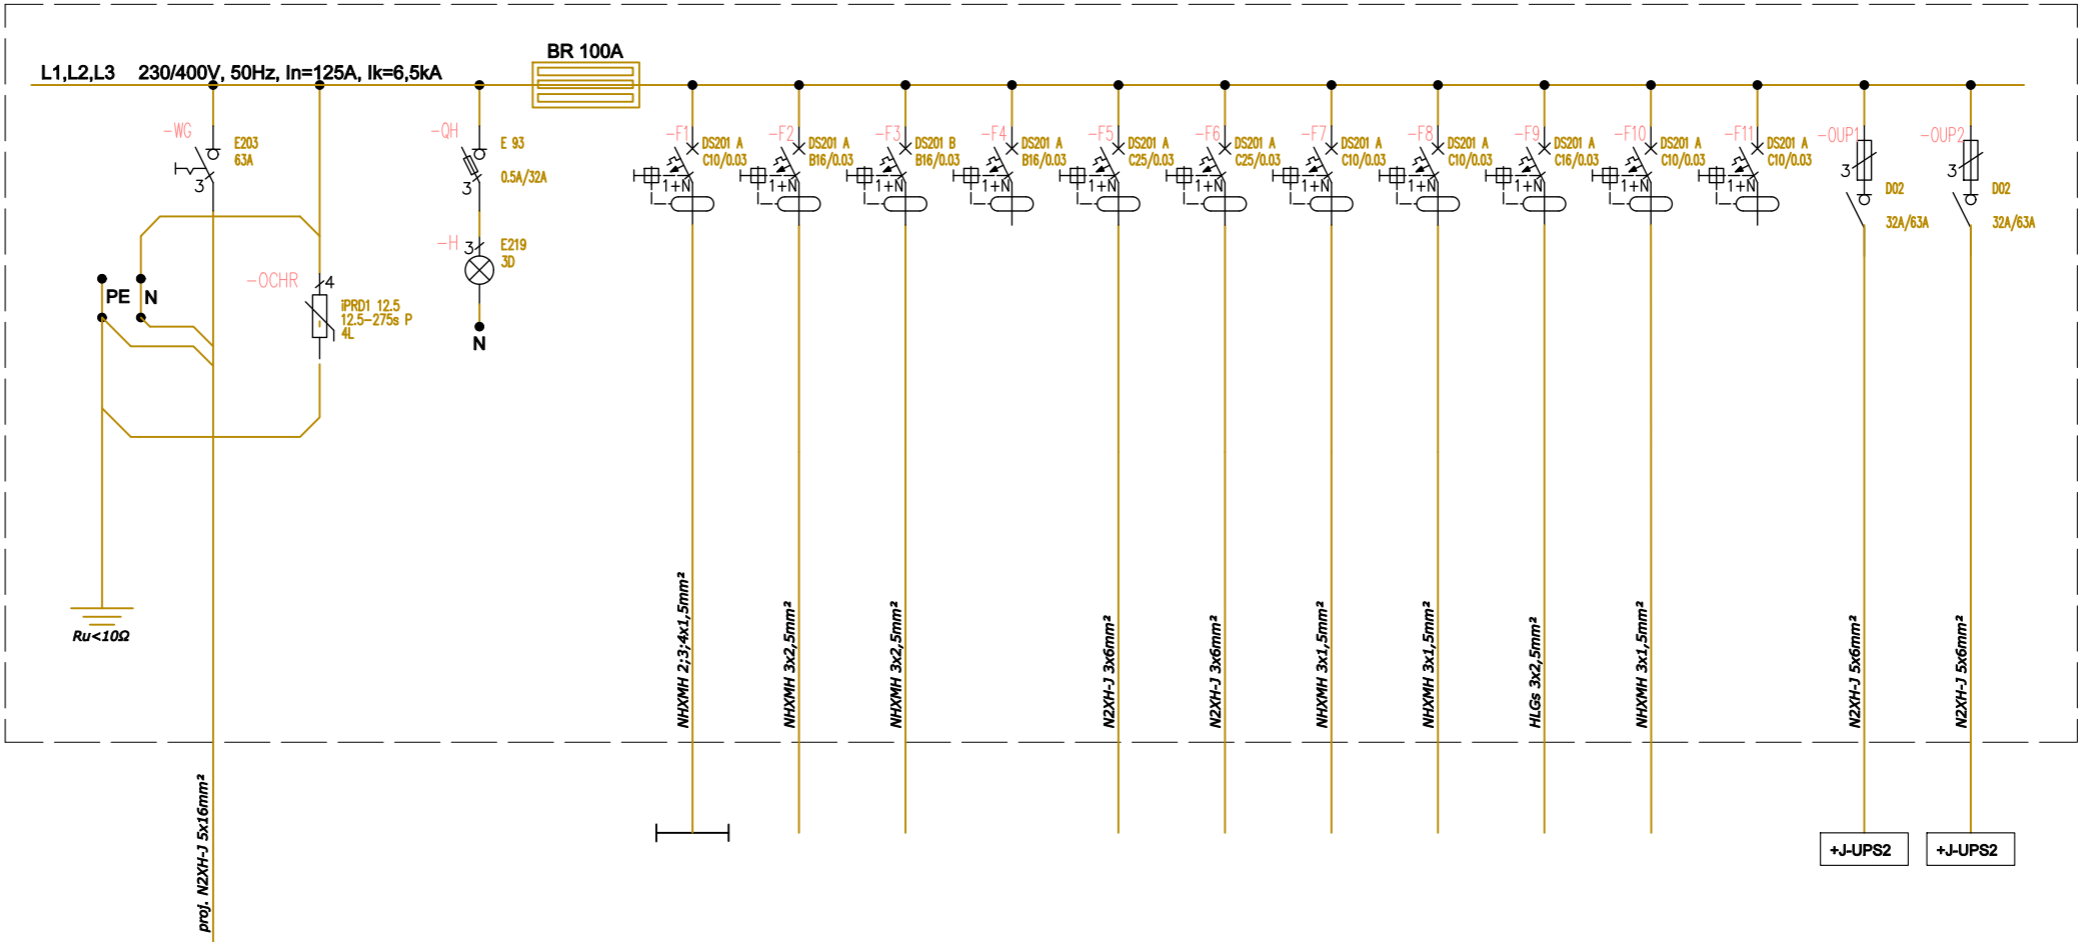 BR 100A
L1,L2,L3 230/400V, 50Hz, In=125A, Ik=6,5kA
-WG
E203
63A
3
-QH
E 93
0.5A/32A
3
-H
3
E219
3D
N
-OCHR
4
iPRD1 12.5
12.5-275s P
4L
PE
N
Ru<10Ω
proj. N2XH-J 5x16mm²
-F1
DS201 A
C10/0.03
1+N
NHXMH 2;3;4x1,5mm²
-F2
DS201 A
B16/0.03
1+N
NHXMH 3x2,5mm²
-F3
DS201 B
B16/0.03
1+N
NHXMH 3x2,5mm²
-F4
DS201 A
B16/0.03
1+N
-F5
DS201 A
C25/0.03
1+N
N2XH-J 3x6mm²
-F6
DS201 A
C25/0.03
1+N
N2XH-J 3x6mm²
-F7
DS201 A
C10/0.03
1+N
NHXMH 3x1,5mm²
-F8
DS201 A
C10/0.03
1+N
NHXMH 3x1,5mm²
-F9
DS201 A
C16/0.03
1+N
HLGs 3x2,5mm²
-F10
DS201 A
C10/0.03
1+N
NHXMH 3x1,5mm²
-F11
DS201 A
C10/0.03
1+N
-OUP1
3
D02
32A/63A
N2XH-J 5x6mm²
+J-UPS2
-OUP2
3
D02
32A/63A
N2XH-J 5x6mm²
+J-UPS2